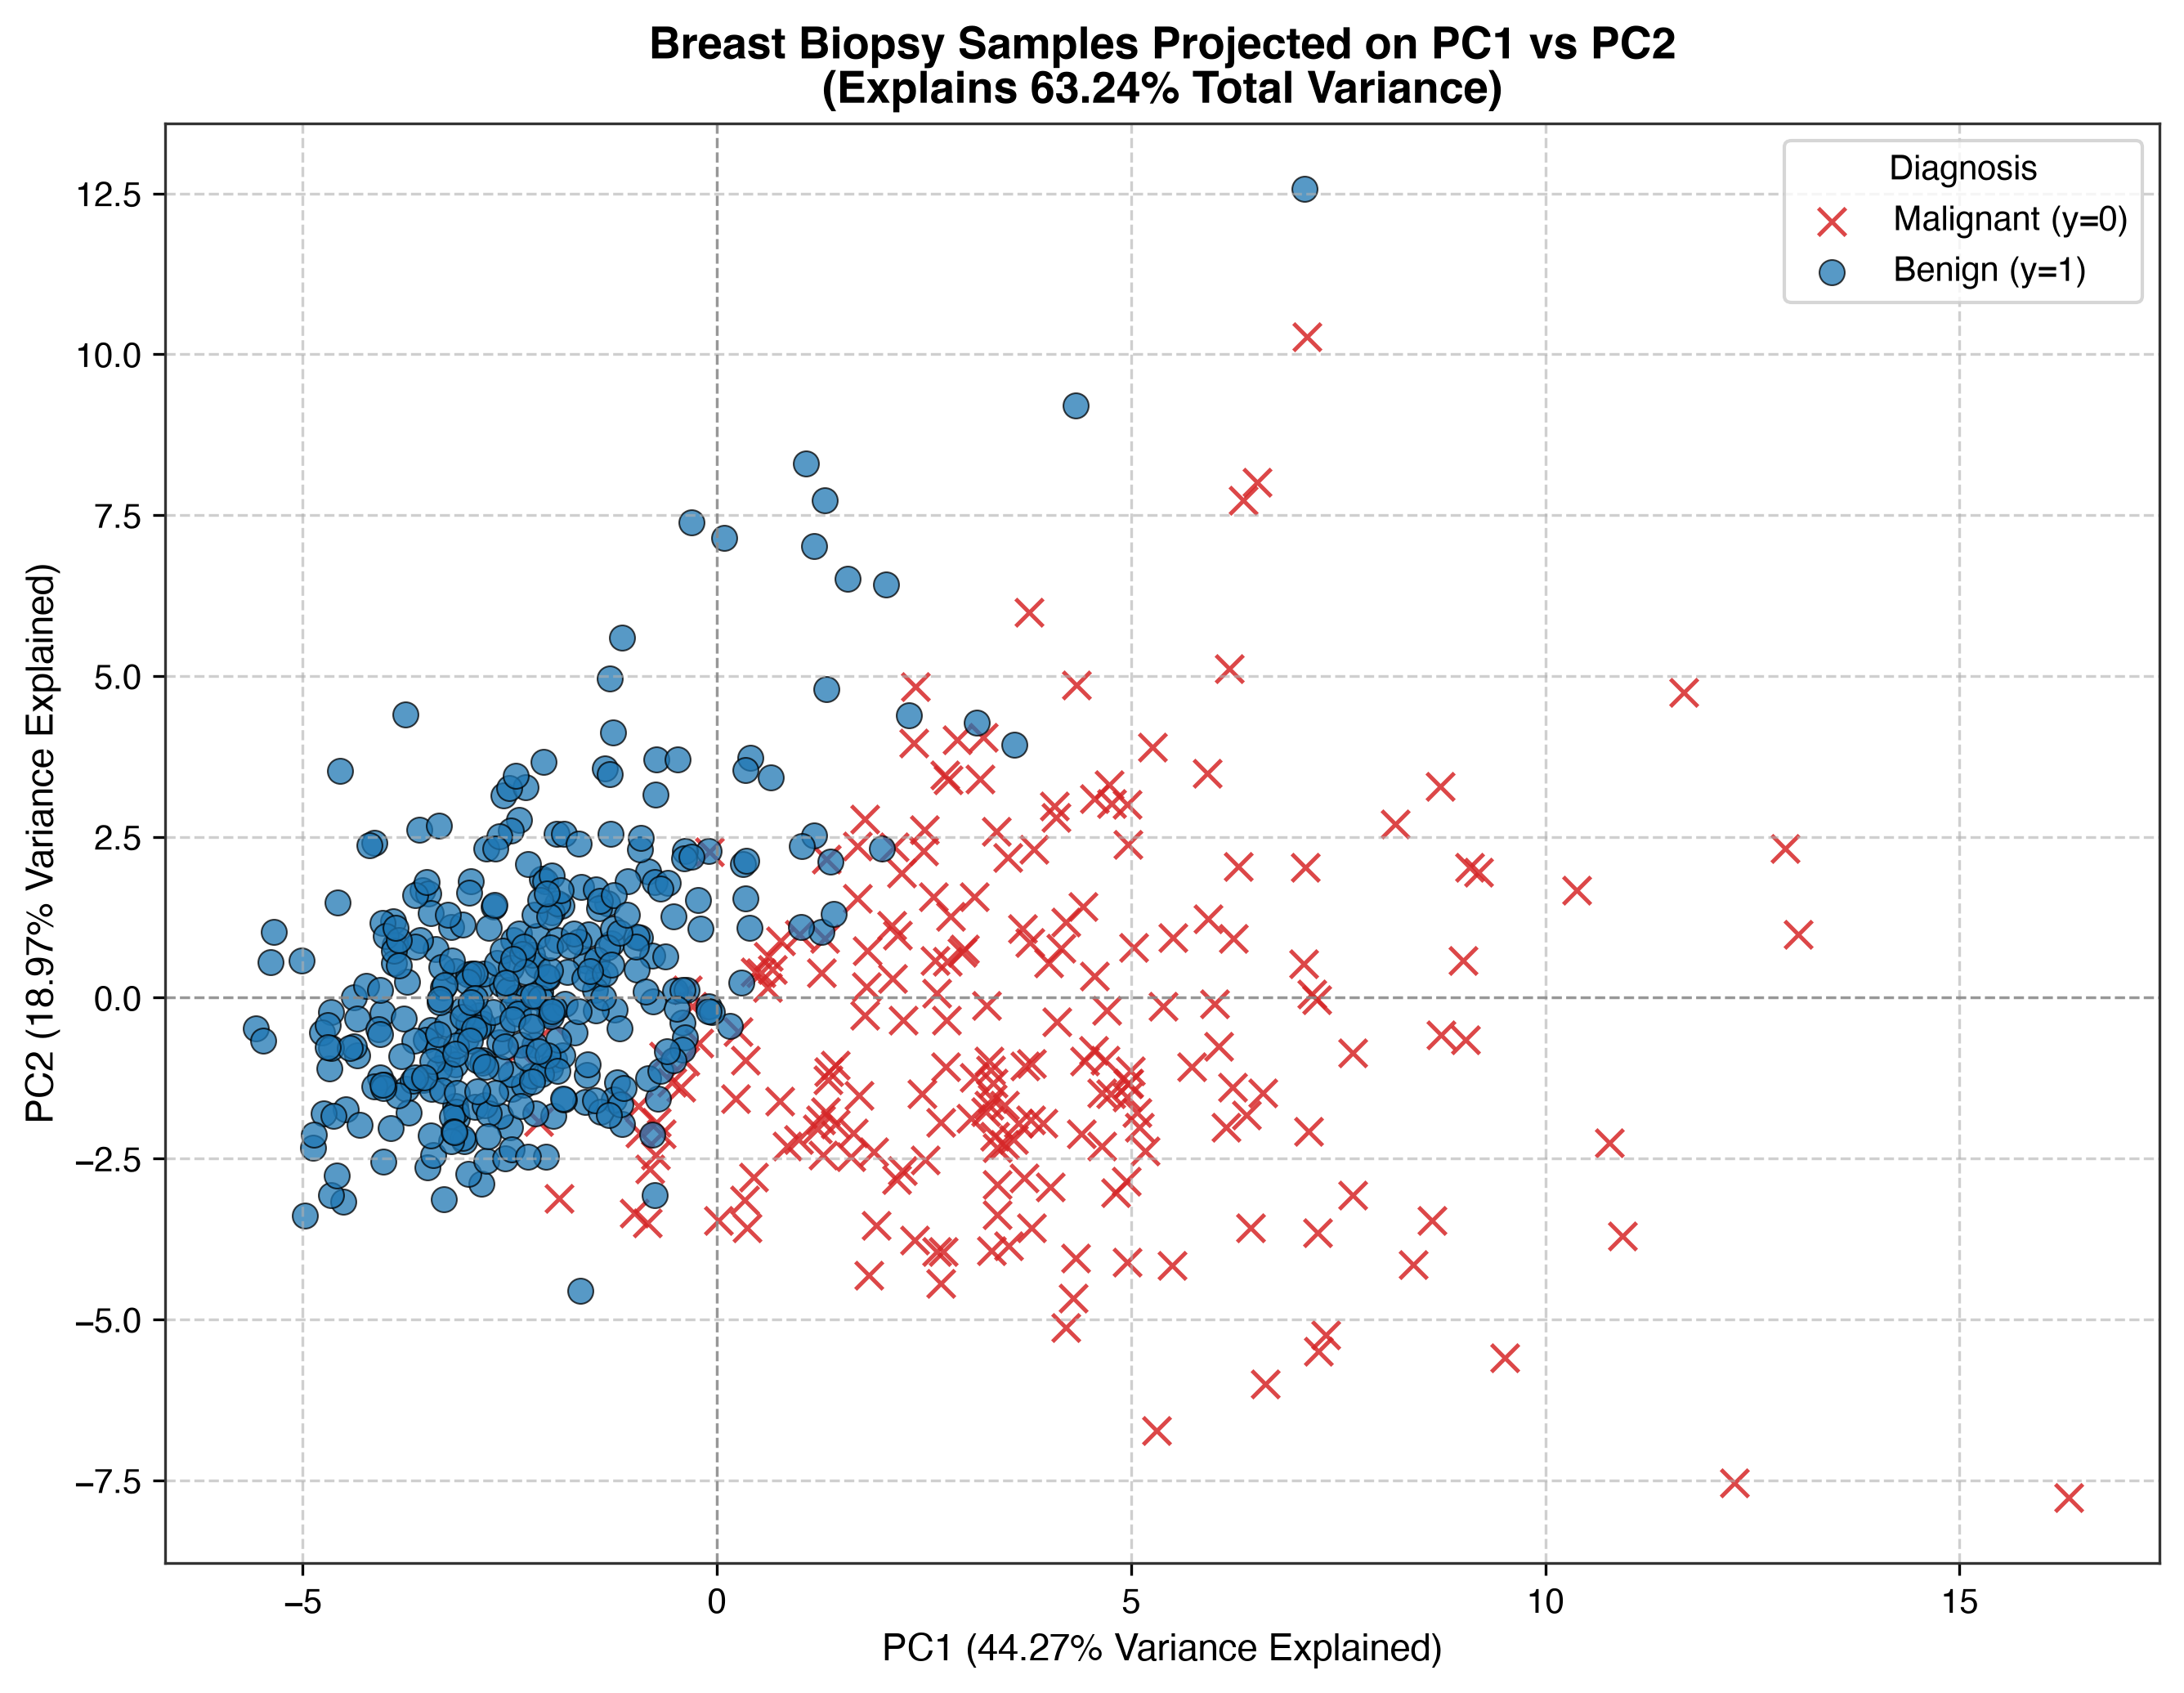 Breast Biopsy Samples Projected on PC1 vs PC2
(Explains 63.24% Total Variance)
Diagnosis
Malignant (y=0)
Benign (y=1)
PC2 (18.97% Variance Explained)
12.5
10.0
7.5
5.0
2.5
0.0
−2.5
−5.0
−7.5
−5
0
5
10
15
PC1 (44.27% Variance Explained)